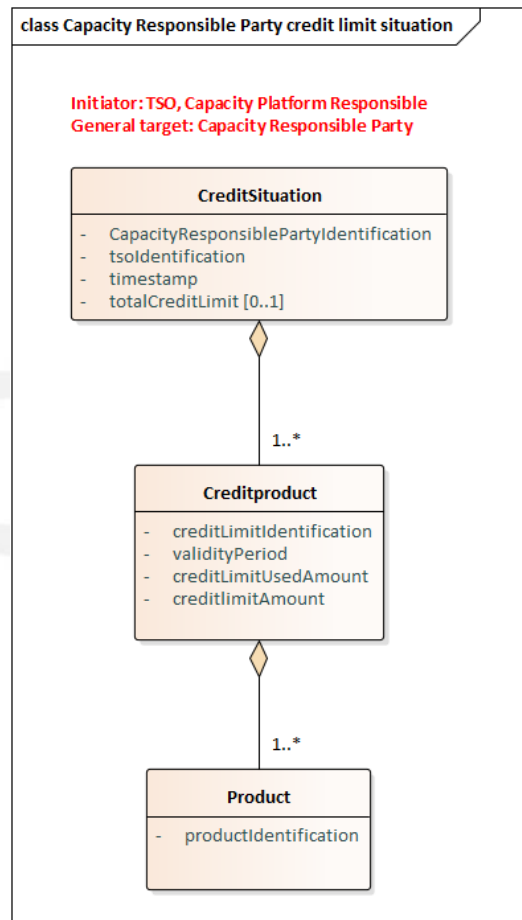 class Capacity Responsible Party credit limit situation
Initiator: TSO, Capacity Platform Responsible
General target: Capacity Responsible Party
CreditSituation
- CapacityResponsiblePartyIdentification
- tsoIdentification
- timestamp
- totalCreditLimit [0..1]
1..*
Creditproduct
- creditLimitIdentification
- validityPeriod
- creditLimitUsedAmount
- creditlimitAmount
1..*
Product
- productIdentification